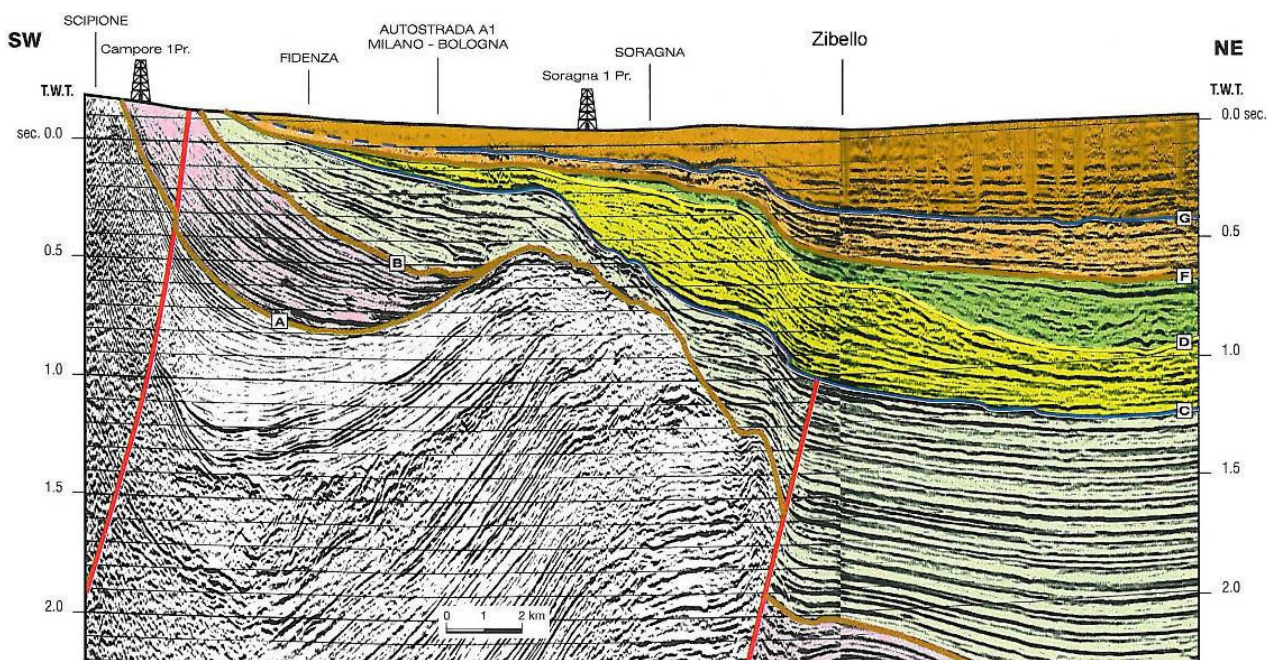 SCIPIONE
SW
Campore 1Pr.
FIDENZA
AUTOSTRADA A1
MILANO - BOLOGNA
Soragna 1 Pr.
SORAGNA
Zibello
NE
T.W.T.
T.W.T.
sec. 0.0
0.0 sec.
0.5
0.5
1.0
1.0
1.5
1.5
2.0
2.0
A
B
G
F
D
C
0 1 2 km